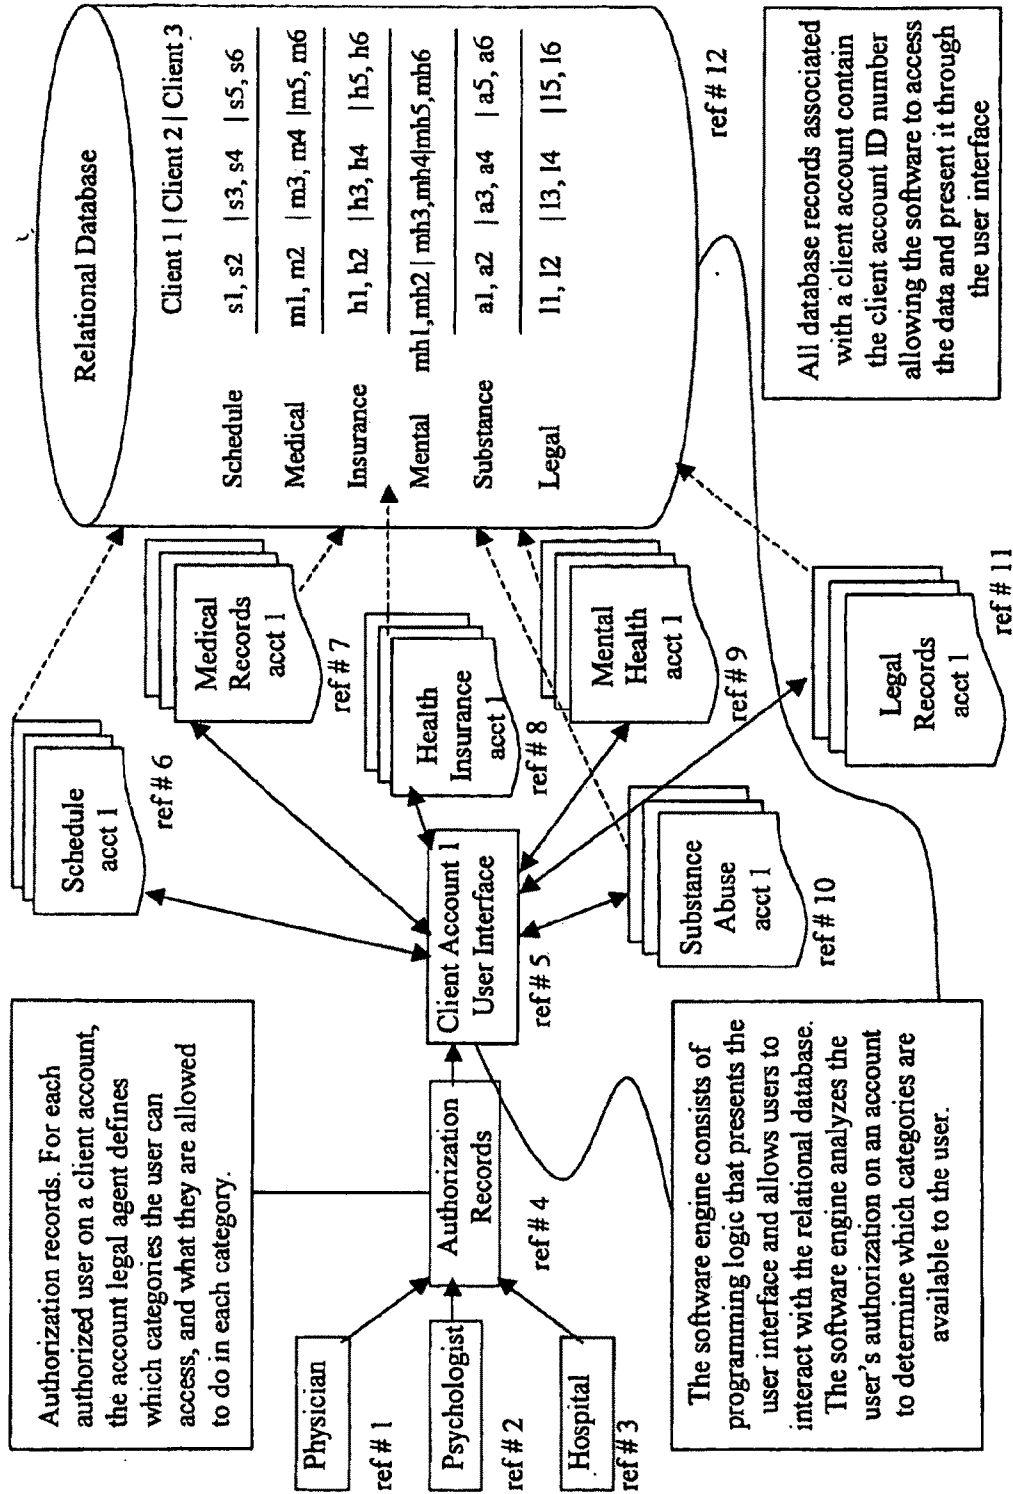 Authorization records. For each
authorized user on a client account,
the account legal agent defines
which categories the user can
access, and what they are allowed
to do in each category.
Physician
ref # 1
Psychologist
ref # 2
Hospital
ref # 3
Authorization
Records
ref # 4
Client Account 1
User Interface
ref # 5
Schedule
acct 1
ref # 6
Medical
Records
acct 1
ref # 7
Health
Insurance
acct 1
ref # 8
Mental
Health
acct 1
ref # 9
Substance
Abuse
acct 1
ref # 10
Legal
Records
acct 1
ref # 11
Relational Database
Client 1 | Client 2 | Client 3
Schedule s1, s2 | s3, s4 | s5, s6
Medical m1, m2 | m3, m4 |m5, m6
Insurance h1, h2 |h3, h4 |h5, h6
Mental mh1,mh2 | mh3,mh4|mh5,mh6
Substance a1, a2 | a3, a4 | a5, a6
Legal l1, l2 | l3, l4 | l5, l6
ref # 12
The software engine consists of
programming logic that presents the
user interface and allows users to
interact with the relational database.
The software engine analyzes the
user's authorization on an account
to determine which categories are
available to the user.
All database records associated
with a client account contain
the client account ID number
allowing the software to access
the data and present it through
the user interface